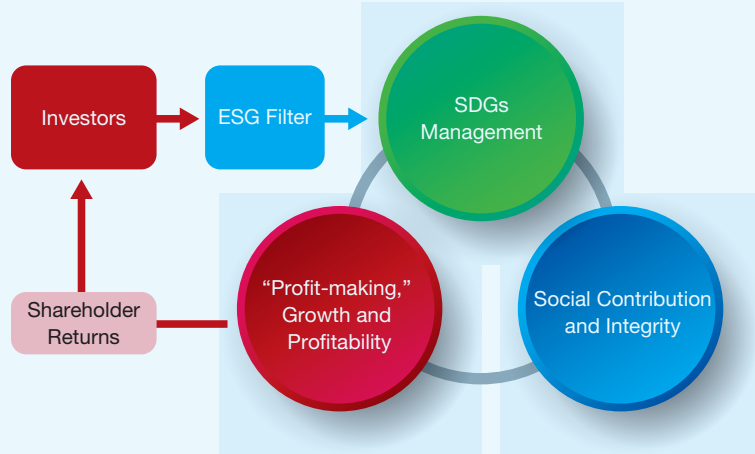 Investors
ESG Filter
SDGs
Management
“Profit-making,”
Growth and
Profitability
Social Contribution
and Integrity
Shareholder
Returns